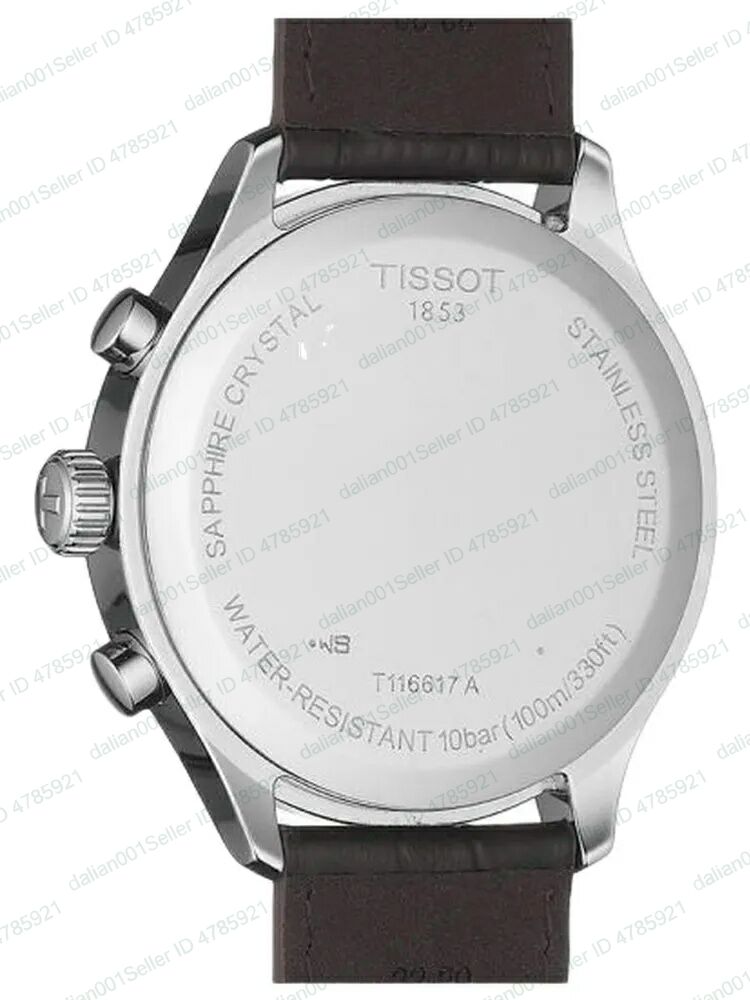 TISSOT
1853
SAPPHIRE CRYSTAL
STAINLESS STEEL
T116617 A
WATER-RESISTANT 10bar (100m/330ft)
dalian001Seller ID 4785921